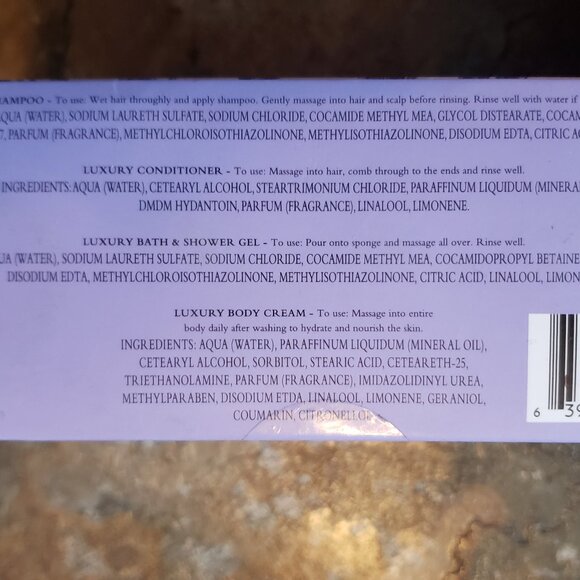 AMPOO - To use: Wet hair throughly and apply shampoo. Gently massage into hair and scalp before rinsing. Rinse well with water if
AQUA (WATER), SODIUM LAURETH SULFATE, SODIUM CHLORIDE, COCAMIDE METHYL MEA, GLYCOL DISTEARATE, COCAM
7, PARFUM (FRAGRANCE), METHYLCHLOROISOTHIAZOLINONE, METHYLISOTHIAZOLINONE, DISODIUM EDTA, CITRIC A
LUXURY CONDITIONER - To use: Massage into hair, comb through to the ends and rinse well.
INGREDIENTS: AQUA (WATER), CETEARYL ALCOHOL, STEARTRIMONIUM CHLORIDE, PARAFFINUM LIQUIDUM (MINERAL
DMDM HYDANTOIN, PARFUM (FRAGRANCE), LINALOOL, LIMONENE.
LUXURY BATH & SHOWER GEL - To use: Pour onto sponge and massage all over. Rinse well.
UA (WATER), SODIUM LAURETH SULFATE, SODIUM CHLORIDE, COCAMIDE METHYL MEA, COCAMIDOPROPYL BETAINE
DISODIUM EDTA, METHYLCHLOROISOTHIAZOLINONE, METHYLISOTHIAZOLINONE, CITRIC ACID, LINALOOL, LIMON
LUXURY BODY CREAM - To use: Massage into entire
body daily after washing to hydrate and nourish the skin.
INGREDIENTS: AQUA (WATER), PARAFFINUM LIQUIDUM (MINERAL OIL),
CETEARYL ALCOHOL, SORBITOL, STEARIC ACID, CETEARETH-25,
TRIETHANOLAMINE, PARFUM (FRAGRANCE), IMIDAZOLIDINYL UREA,
METHYLPARABEN, DISODIUM ETDA, LINALOOL, LIMONENE, GERANIOL,
COUMARIN, CITRONELLOL
6 39